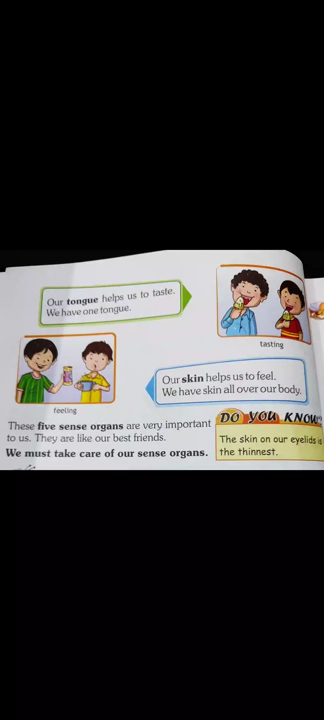 Our tongue helps us to taste.
We have one tongue.
tasting
Our skin helps us to feel.
We have skin all over our body.
feeling
These five sense organs are very important
to us. They are like our best friends.
We must take care of our sense organs.
DO YOU KNOW
The skin on our eyelids is
the thinnest.